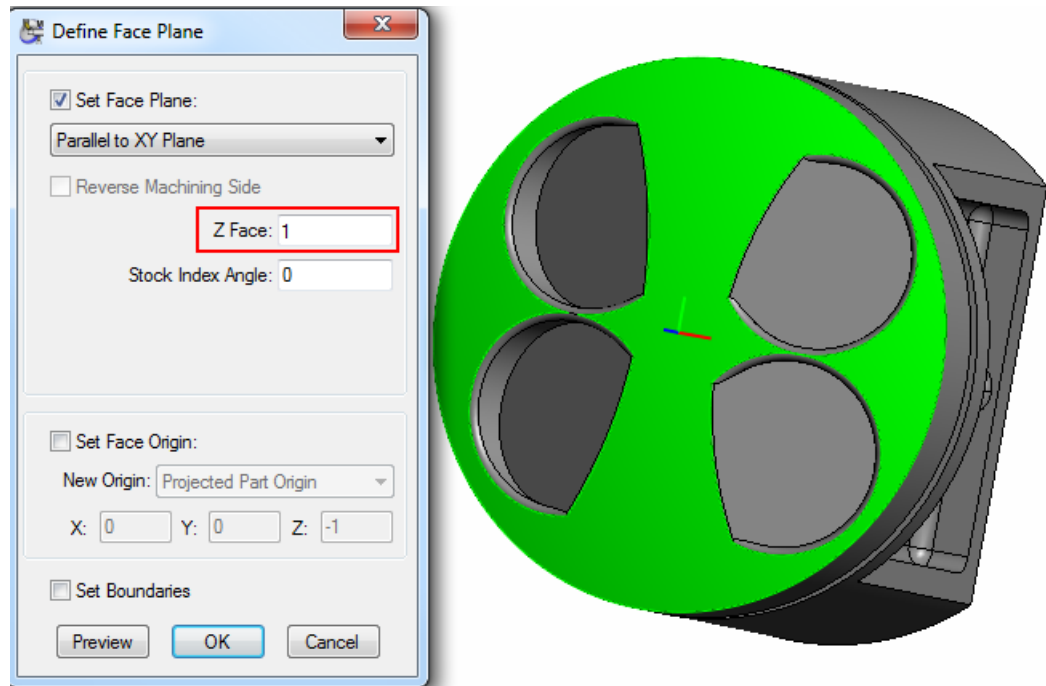 Define Face Plane
Set Face Plane:
Parallel to XY Plane
Reverse Machining Side
Z Face: 1
Stock Index Angle: 0
Set Face Origin:
New Origin: Projected Part Origin
X: 0 Y: 0 Z: -1
Set Boundaries
Preview OK Cancel